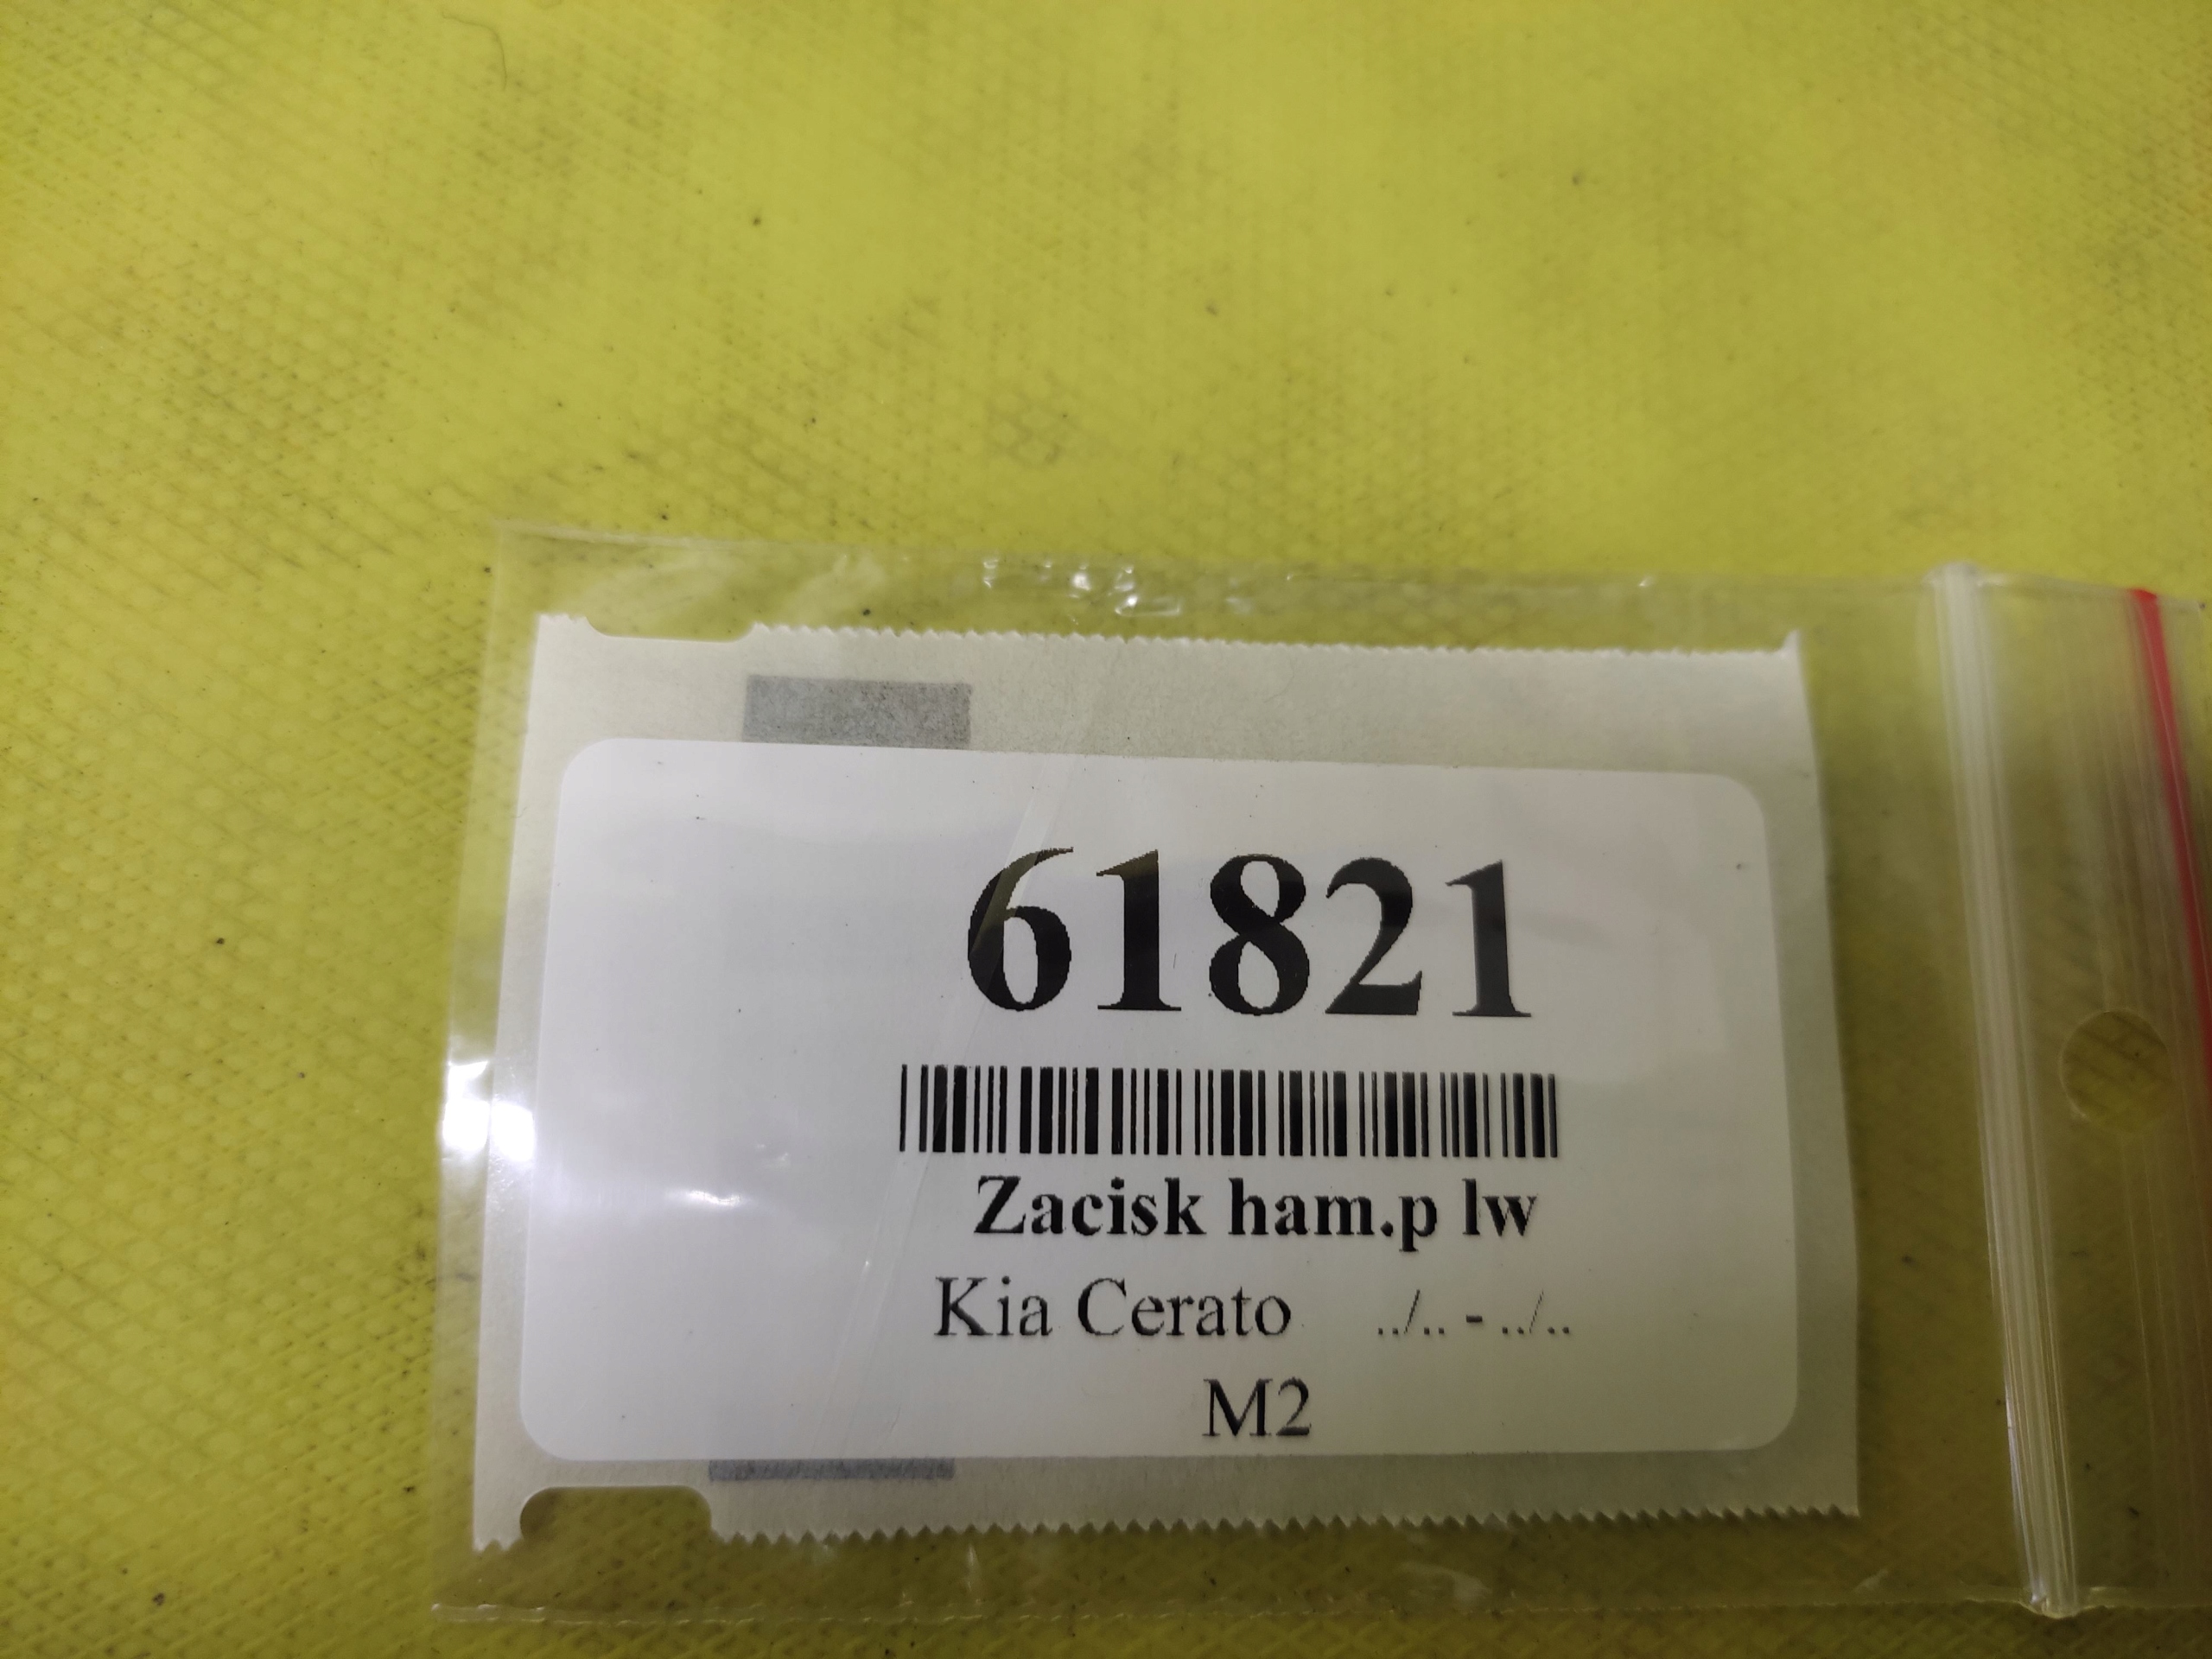 61821
Zacisk ham.p lw
Kia Cerato ../.. - ../..
M2